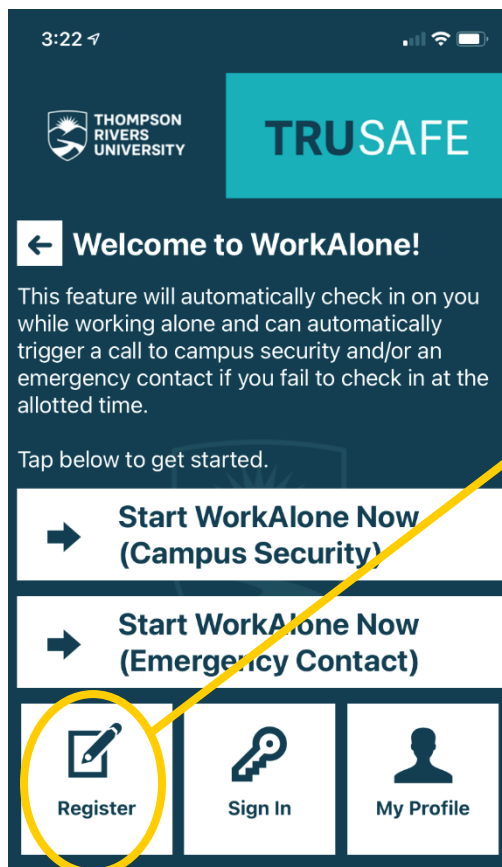 3:22
THOMPSON
RIVERS
UNIVERSITY
TRUSAFE
Welcome to WorkAlone!
This feature will automatically check in on you
while working alone and can automatically
trigger a call to campus security and/or an
emergency contact if you fail to check in at the
allotted time.
Tap below to get started.
Start WorkAlone Now
(Campus Security)
Start WorkAlone Now
(Emergency Contact)
Register
Sign In
My Profile